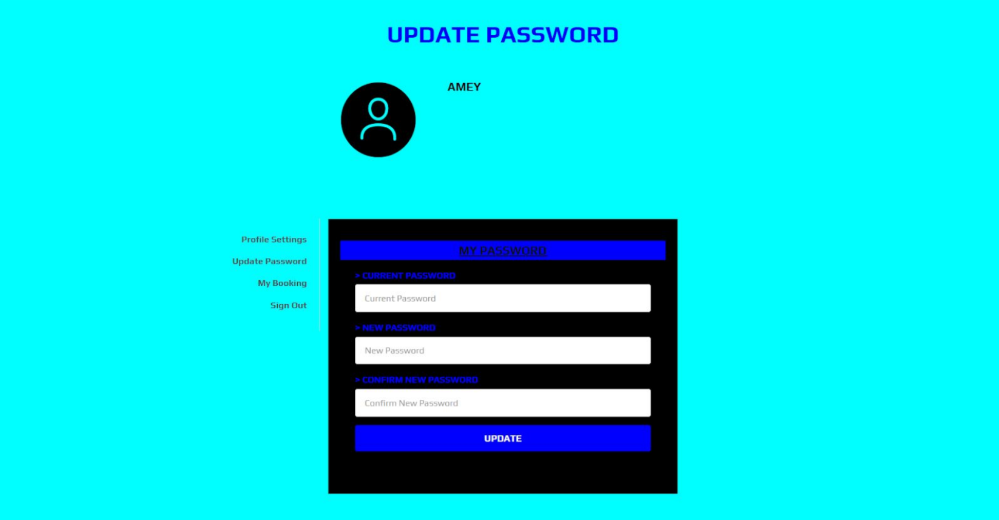 UPDATE PASSWORD
AMEY
Profile Settings
Update Password
My Booking
Sign Out
MY PASSWORD
> CURRENT PASSWORD
Current Password
> NEW PASSWORD
New Password
> CONFIRM NEW PASSWORD
Confirm New Password
UPDATE